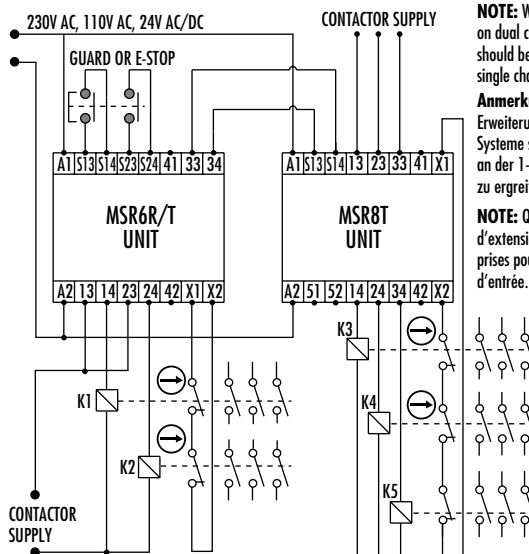 230V AC, 110V AC, 24V AC/DC
CONTACTOR SUPPLY
GUARD OR E-STOP
A1 S13 S14 S23 S24 41 33 34
MSR6R/T
UNIT
A2 13 14 23 24 42 X1 X2
A1 S13 S14 13 23 33 41 X1
MSR8T
UNIT
A2 51 52 14 24 34 42 X2
K1
K2
K3
K4
K5
CONTACTOR
SUPPLY
NOTE:
on dual c
should be
single cha
Anmerk
Erweiteru
Systeme s
an der 1-
zu ergreit
NOTE: Q
d'extensi
prises pou
d'entrée.